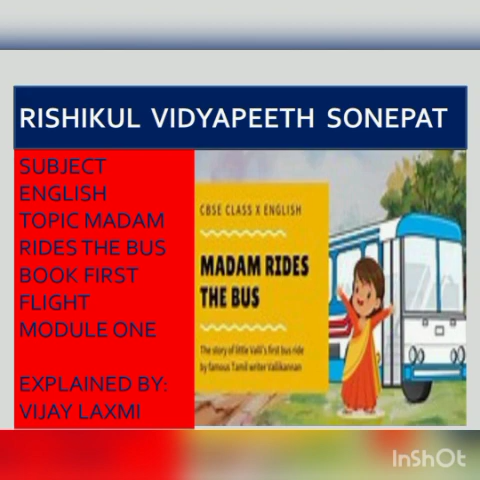 RISHIKUL VIDYAPEETH SONEPAT
SUBJECT
ENGLISH
TOPIC MADAM
RIDES THE BUS
BOOK FIRST
FLIGHT
MODULE ONE
EXPLAINED BY:
VIJAY LAXMI
CBSE CLASS X ENGLISH
MADAM RIDES
THE BUS
The story of little Valli's first bus ride
by famous Tamil writer Vallikannan
InShOt